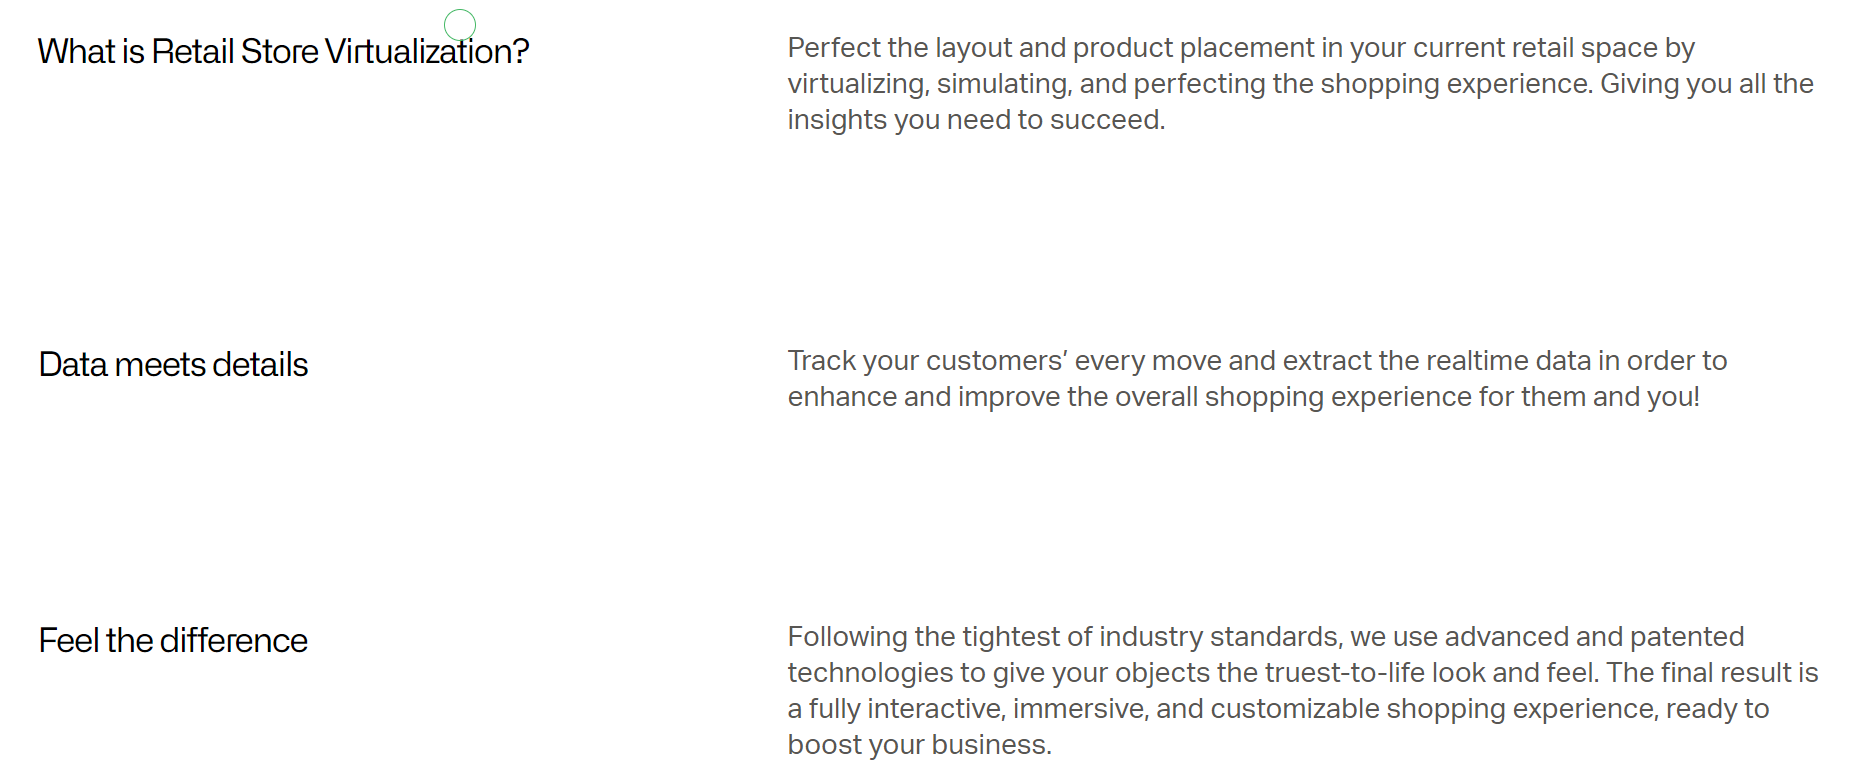 What is Retail Store Virtualization?
Perfect the layout and product placement in your current retail space by
virtualizing, simulating, and perfecting the shopping experience. Giving you all the
insights you need to succeed.
Data meets details
Track your customers’ every move and extract the realtime data in order to
enhance and improve the overall shopping experience for them and you!
Feel the difference
Following the tightest of industry standards, we use advanced and patented
technologies to give your objects the truest-to-life look and feel. The final result is
a fully interactive, immersive, and customizable shopping experience, ready to
boost your business.